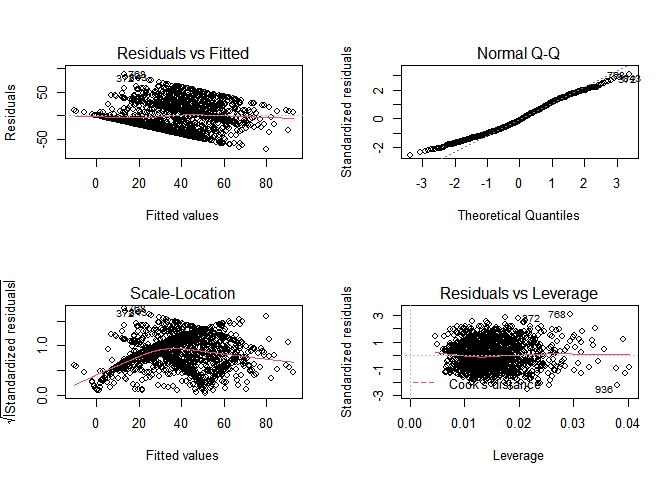 Residuals vs Fitted
Residuals
50
-50
0
20
40
60
80
Fitted values
Normal Q-Q
Standardized residuals
2
0
-2
-3
-2
-1
0
1
2
3
Theoretical Quantiles
768
Scale-Location
√|Standardized residuals|
1.0
0.0
0
20
40
60
80
Fitted values
Residuals vs Leverage
Standardized residuals
3
1
-1
-3
372
768
936
Cook's distance
0.00
0.01
0.02
0.03
0.04
Leverage